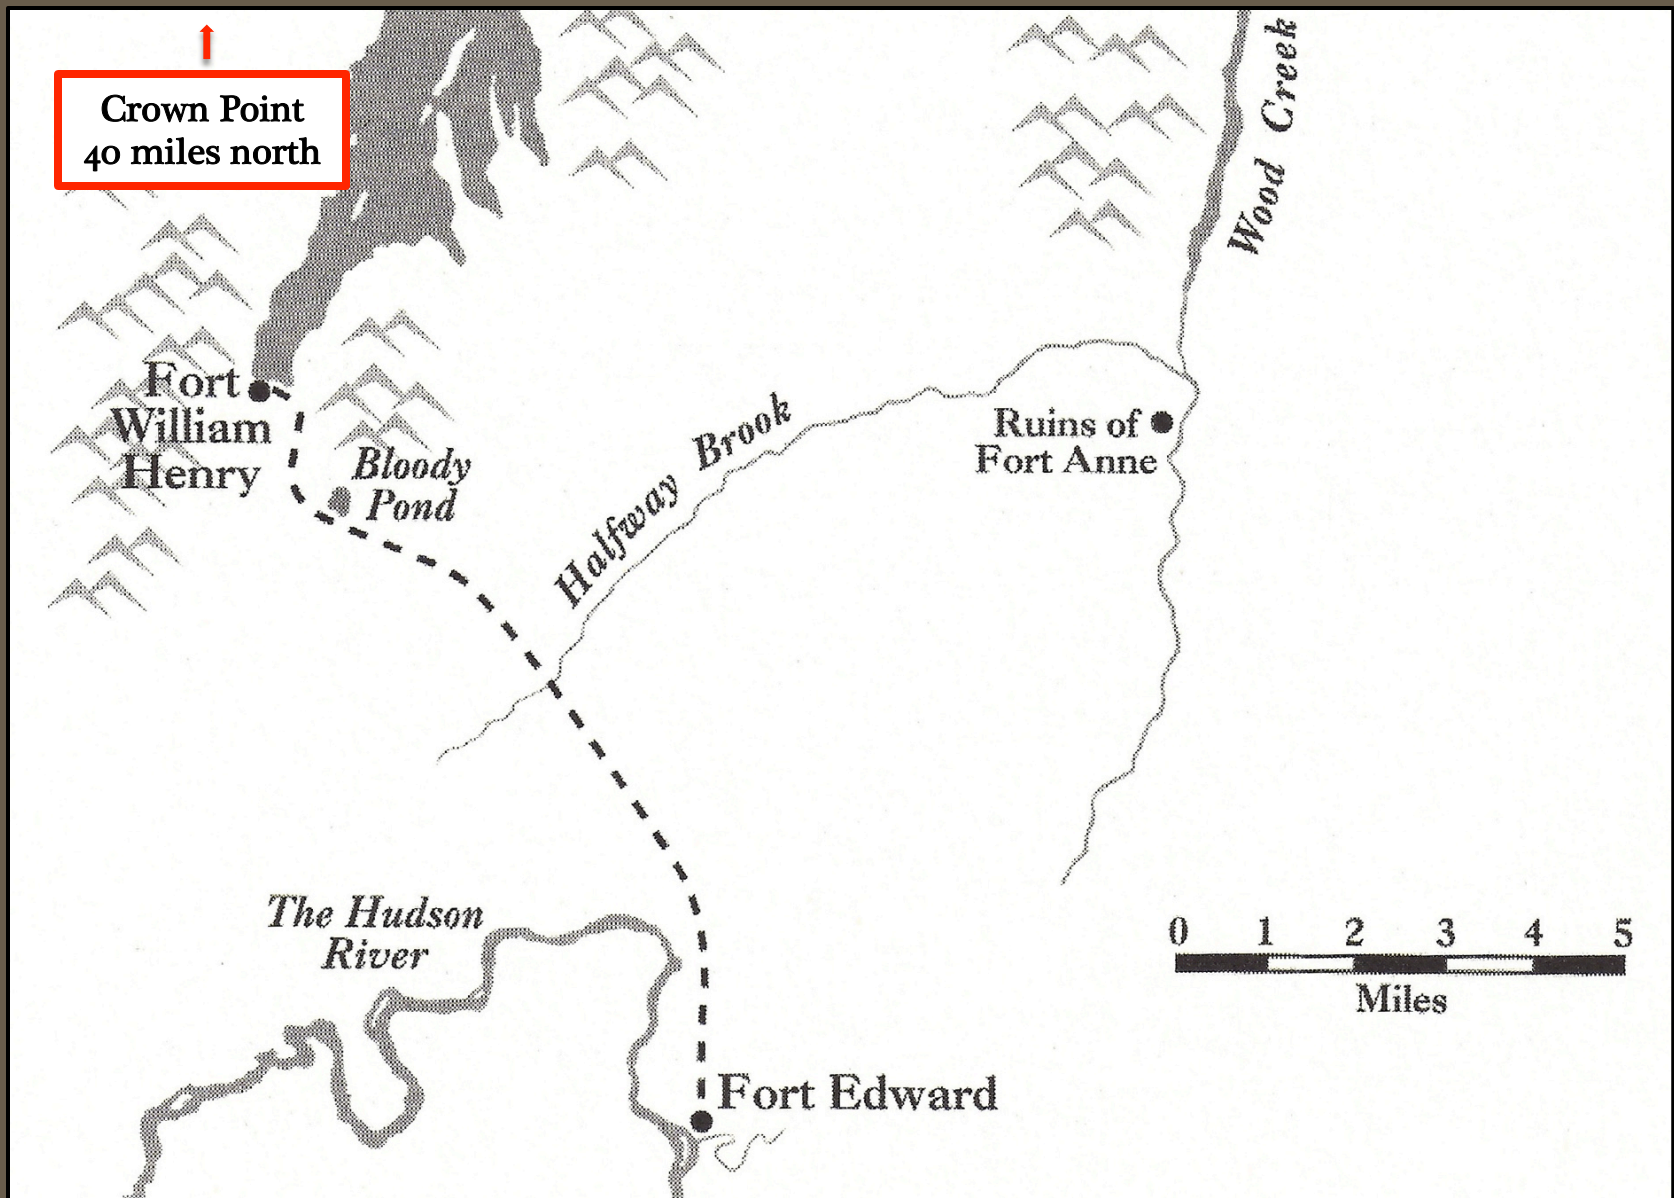 Crown Point
40 miles north
Wood Creek
Fort
William
Henry
Bloody
Pond
Halfway Brook
Ruins of
Fort Anne
The Hudson
River
0 1 2 3 4 5
Miles
Fort Edward